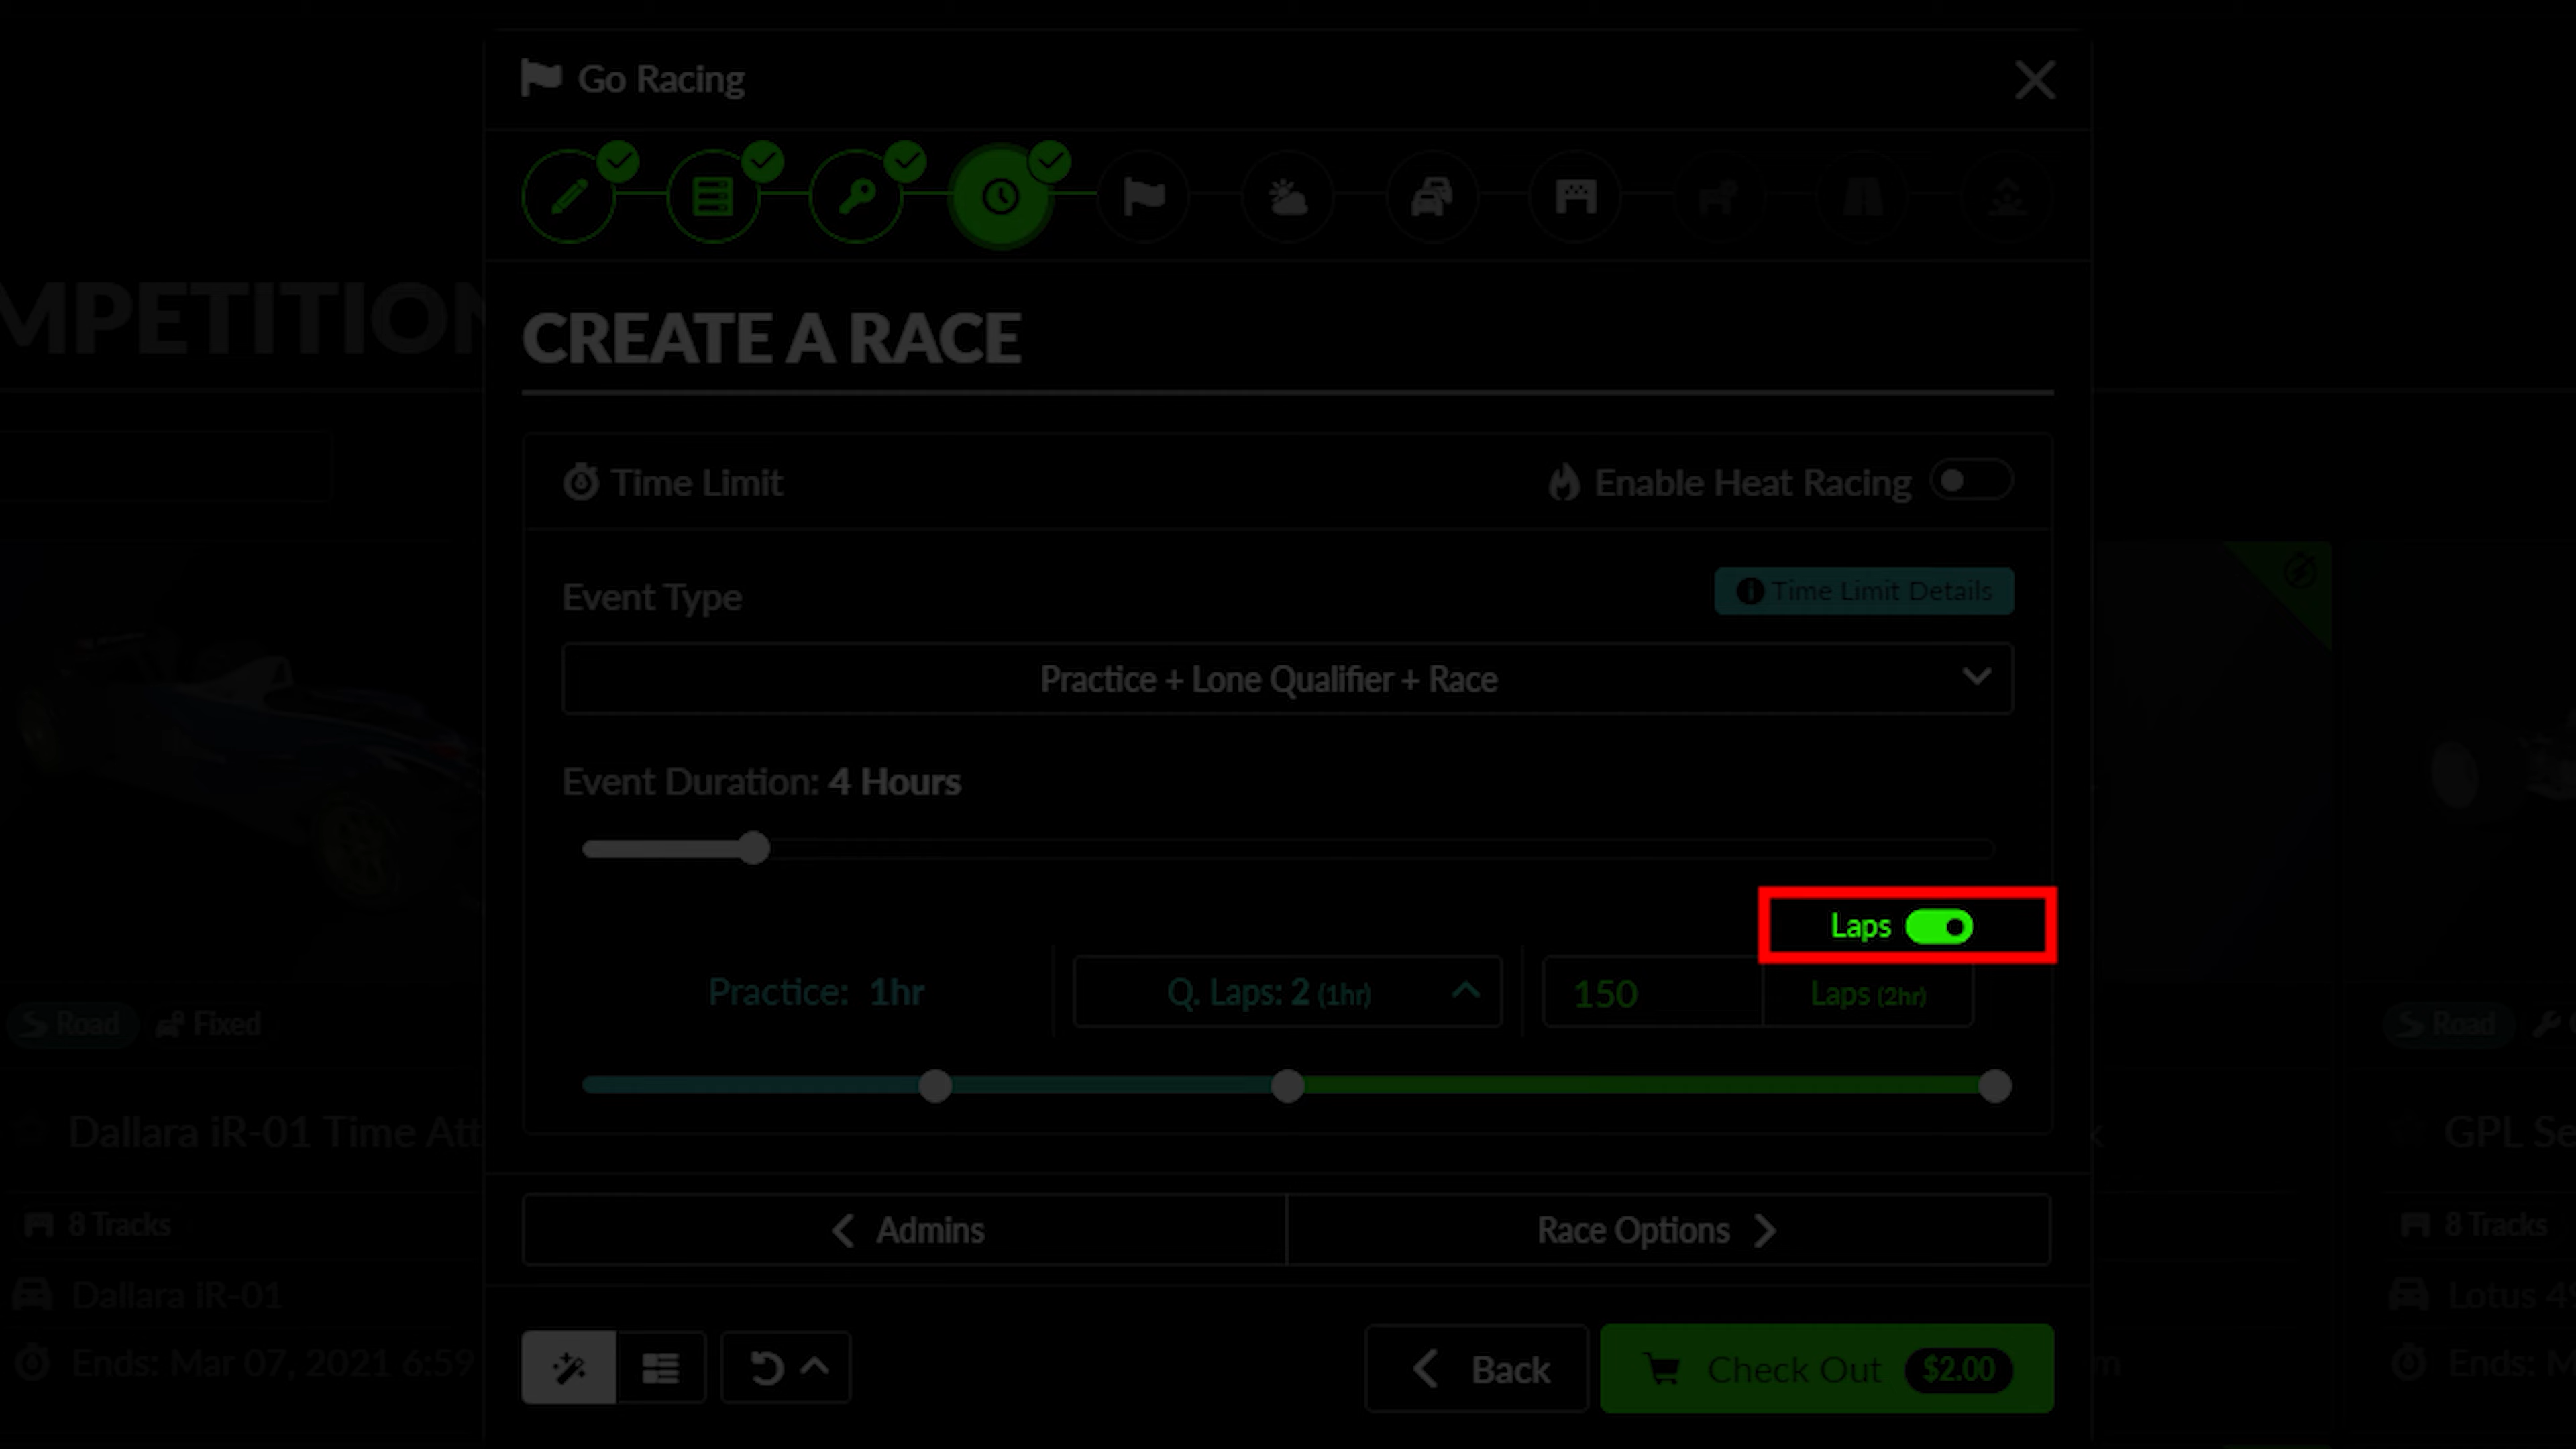 Go Racing
MPETITION
CREATE A RACE
Time Limit
Enable Heat Racing
Event Type
Time Limit Details
Practice + Lone Qualifier + Race
Event Duration: 4 Hours
Laps
Practice: 1hr
Q. Laps: 2 (1hr)
150
Laps (2hr)
Road
Fixed
Road
Dallara iR-01 Time Att
GPL Se
8 Tracks
Admins
Race Options
8 Tracks
Dallara iR-01
Lotus 49
Ends: Mar 07, 2021 6:59
Back
Check Out
$2.00
m
Ends: M